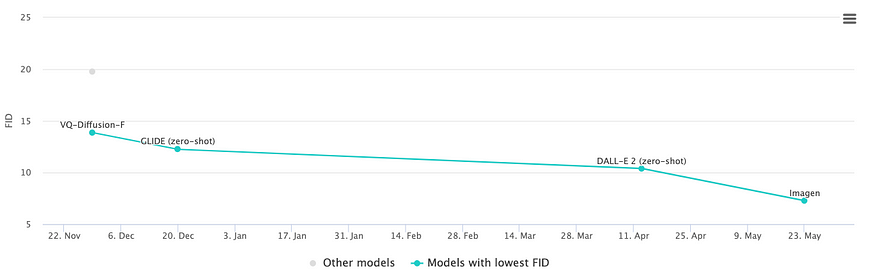 25
20
15
10
5
FID
VQ-Diffusion-F
GLIDE (zero-shot)
DALL-E 2 (zero-shot)
Imagen
22. Nov 6. Dec 20. Dec 3. Jan 17. Jan 31. Jan 14. Feb 28. Feb 14. Mar 28. Mar 11. Apr 25. Apr 9. May 23. May
Other models Models with lowest FID